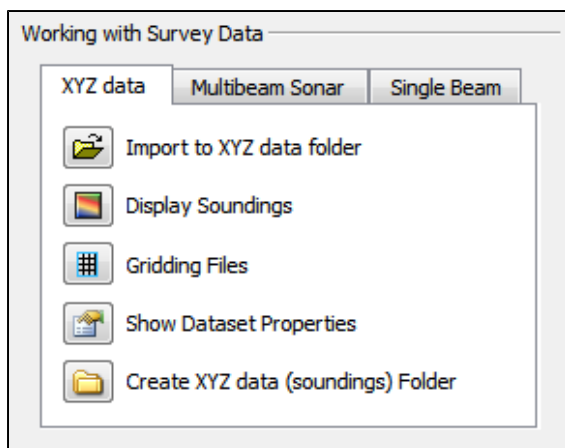 Working with Survey Data
XYZ data Multibeam Sonar Single Beam
Import to XYZ data folder
Display Soundings
Gridding Files
Show Dataset Properties
Create XYZ data (soundings) Folder